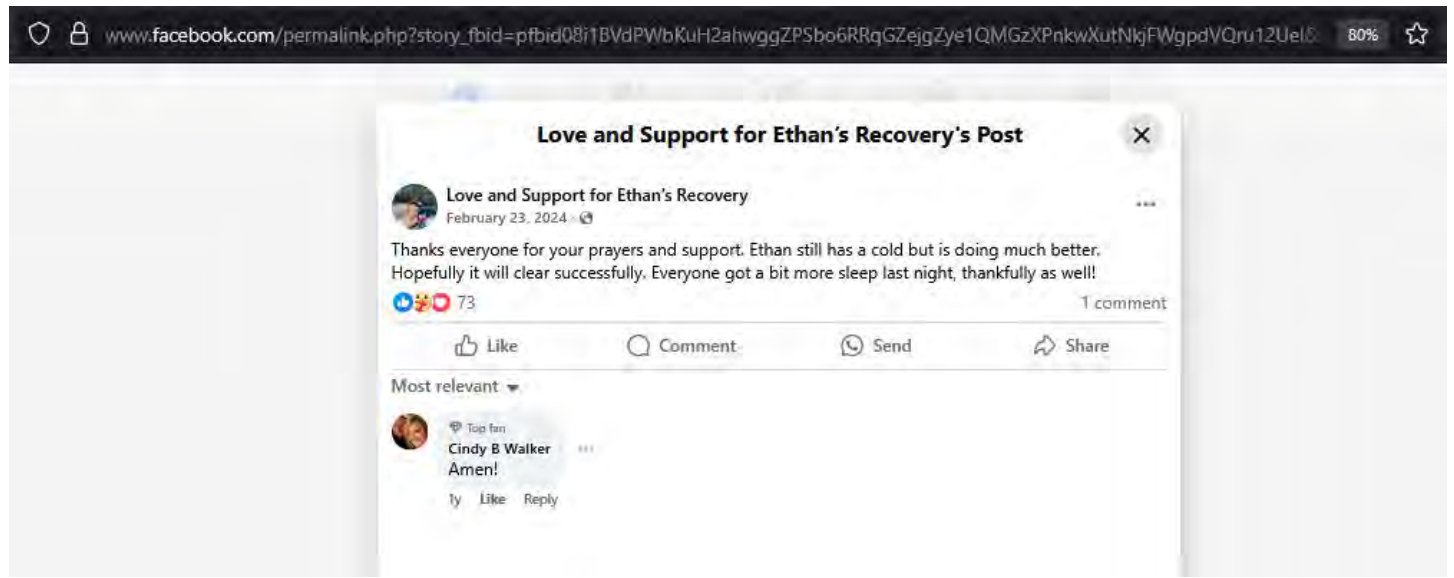 www.facebook.com/permalink.php?story_fbid=pfbid08i1BVdPWbKuH2ahwggZPSbo6RRqGZejgZye1QMGzXPnkwXutNkjFWgpdVQru12Uel& 80%
Love and Support for Ethan's Recovery's Post
Love and Support for Ethan's Recovery
February 23, 2024
Thanks everyone for your prayers and support. Ethan still has a cold but is doing much better.
Hopefully it will clear successfully. Everyone got a bit more sleep last night, thankfully as well!
73 1 comment
Like Comment Send Share
Most relevant
Top fan
Cindy B Walker
Amen!
1y Like Reply